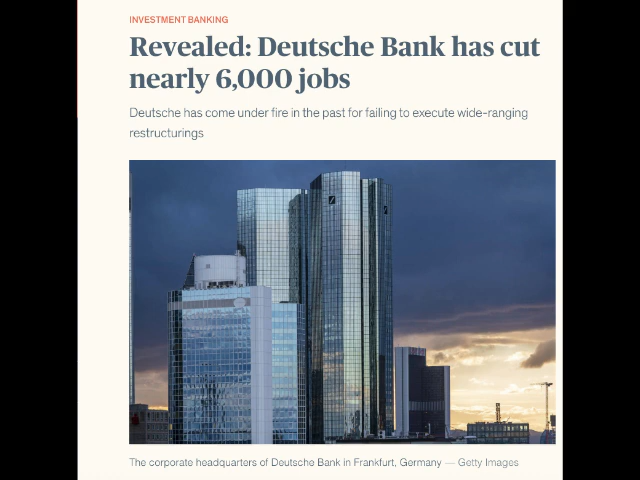 INVESTMENT BANKING
Revealed: Deutsche Bank has cut
nearly 6,000 jobs
Deutsche has come under fire in the past for failing to execute wide-ranging
restructurings
The corporate headquarters of Deutsche Bank in Frankfurt, Germany — Getty Images